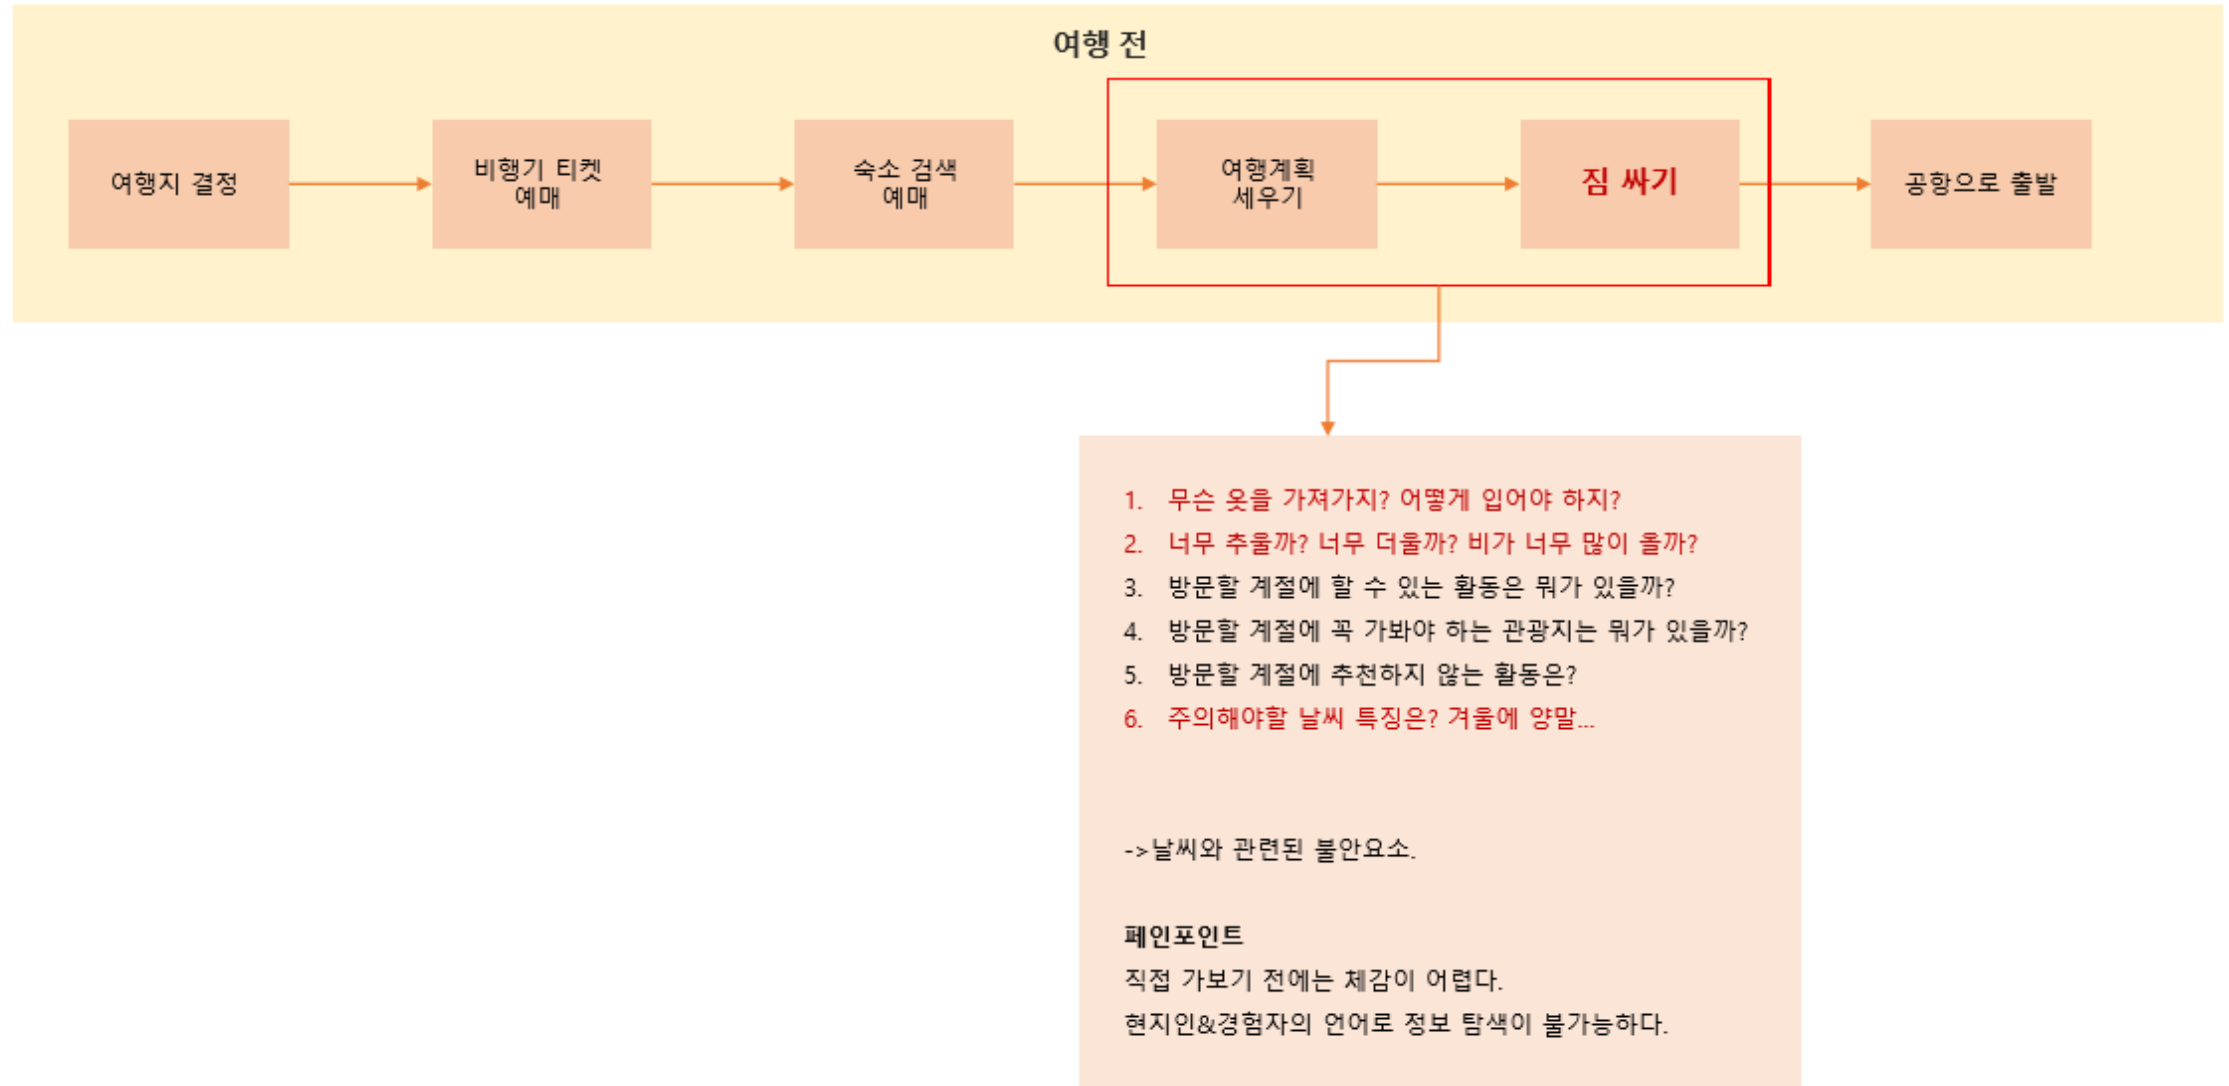 여행 전
여행지 결정
비행기 티켓
예매
숙소 검색
예매
여행계획
세우기
짐 싸기
공항으로 출발
1. 무슨 옷을 가져가지? 어떻게 입어야 하지?
2. 너무 추울까? 너무 더울까? 비가 너무 많이 올까?
3. 방문할 계절에 할 수 있는 활동은 뭐가 있을까?
4. 방문할 계절에 꼭 가봐야 하는 관광지는 뭐가 있을까?
5. 방문할 계절에 추천하지 않는 활동은?
6. 주의해야할 날씨 특징은? 겨울에 양말...
->날씨와 관련된 불안요소.
페인포인트
직접 가보기 전에는 체감이 어렵다.
현지인&경험자의 언어로 정보 탐색이 불가능하다.